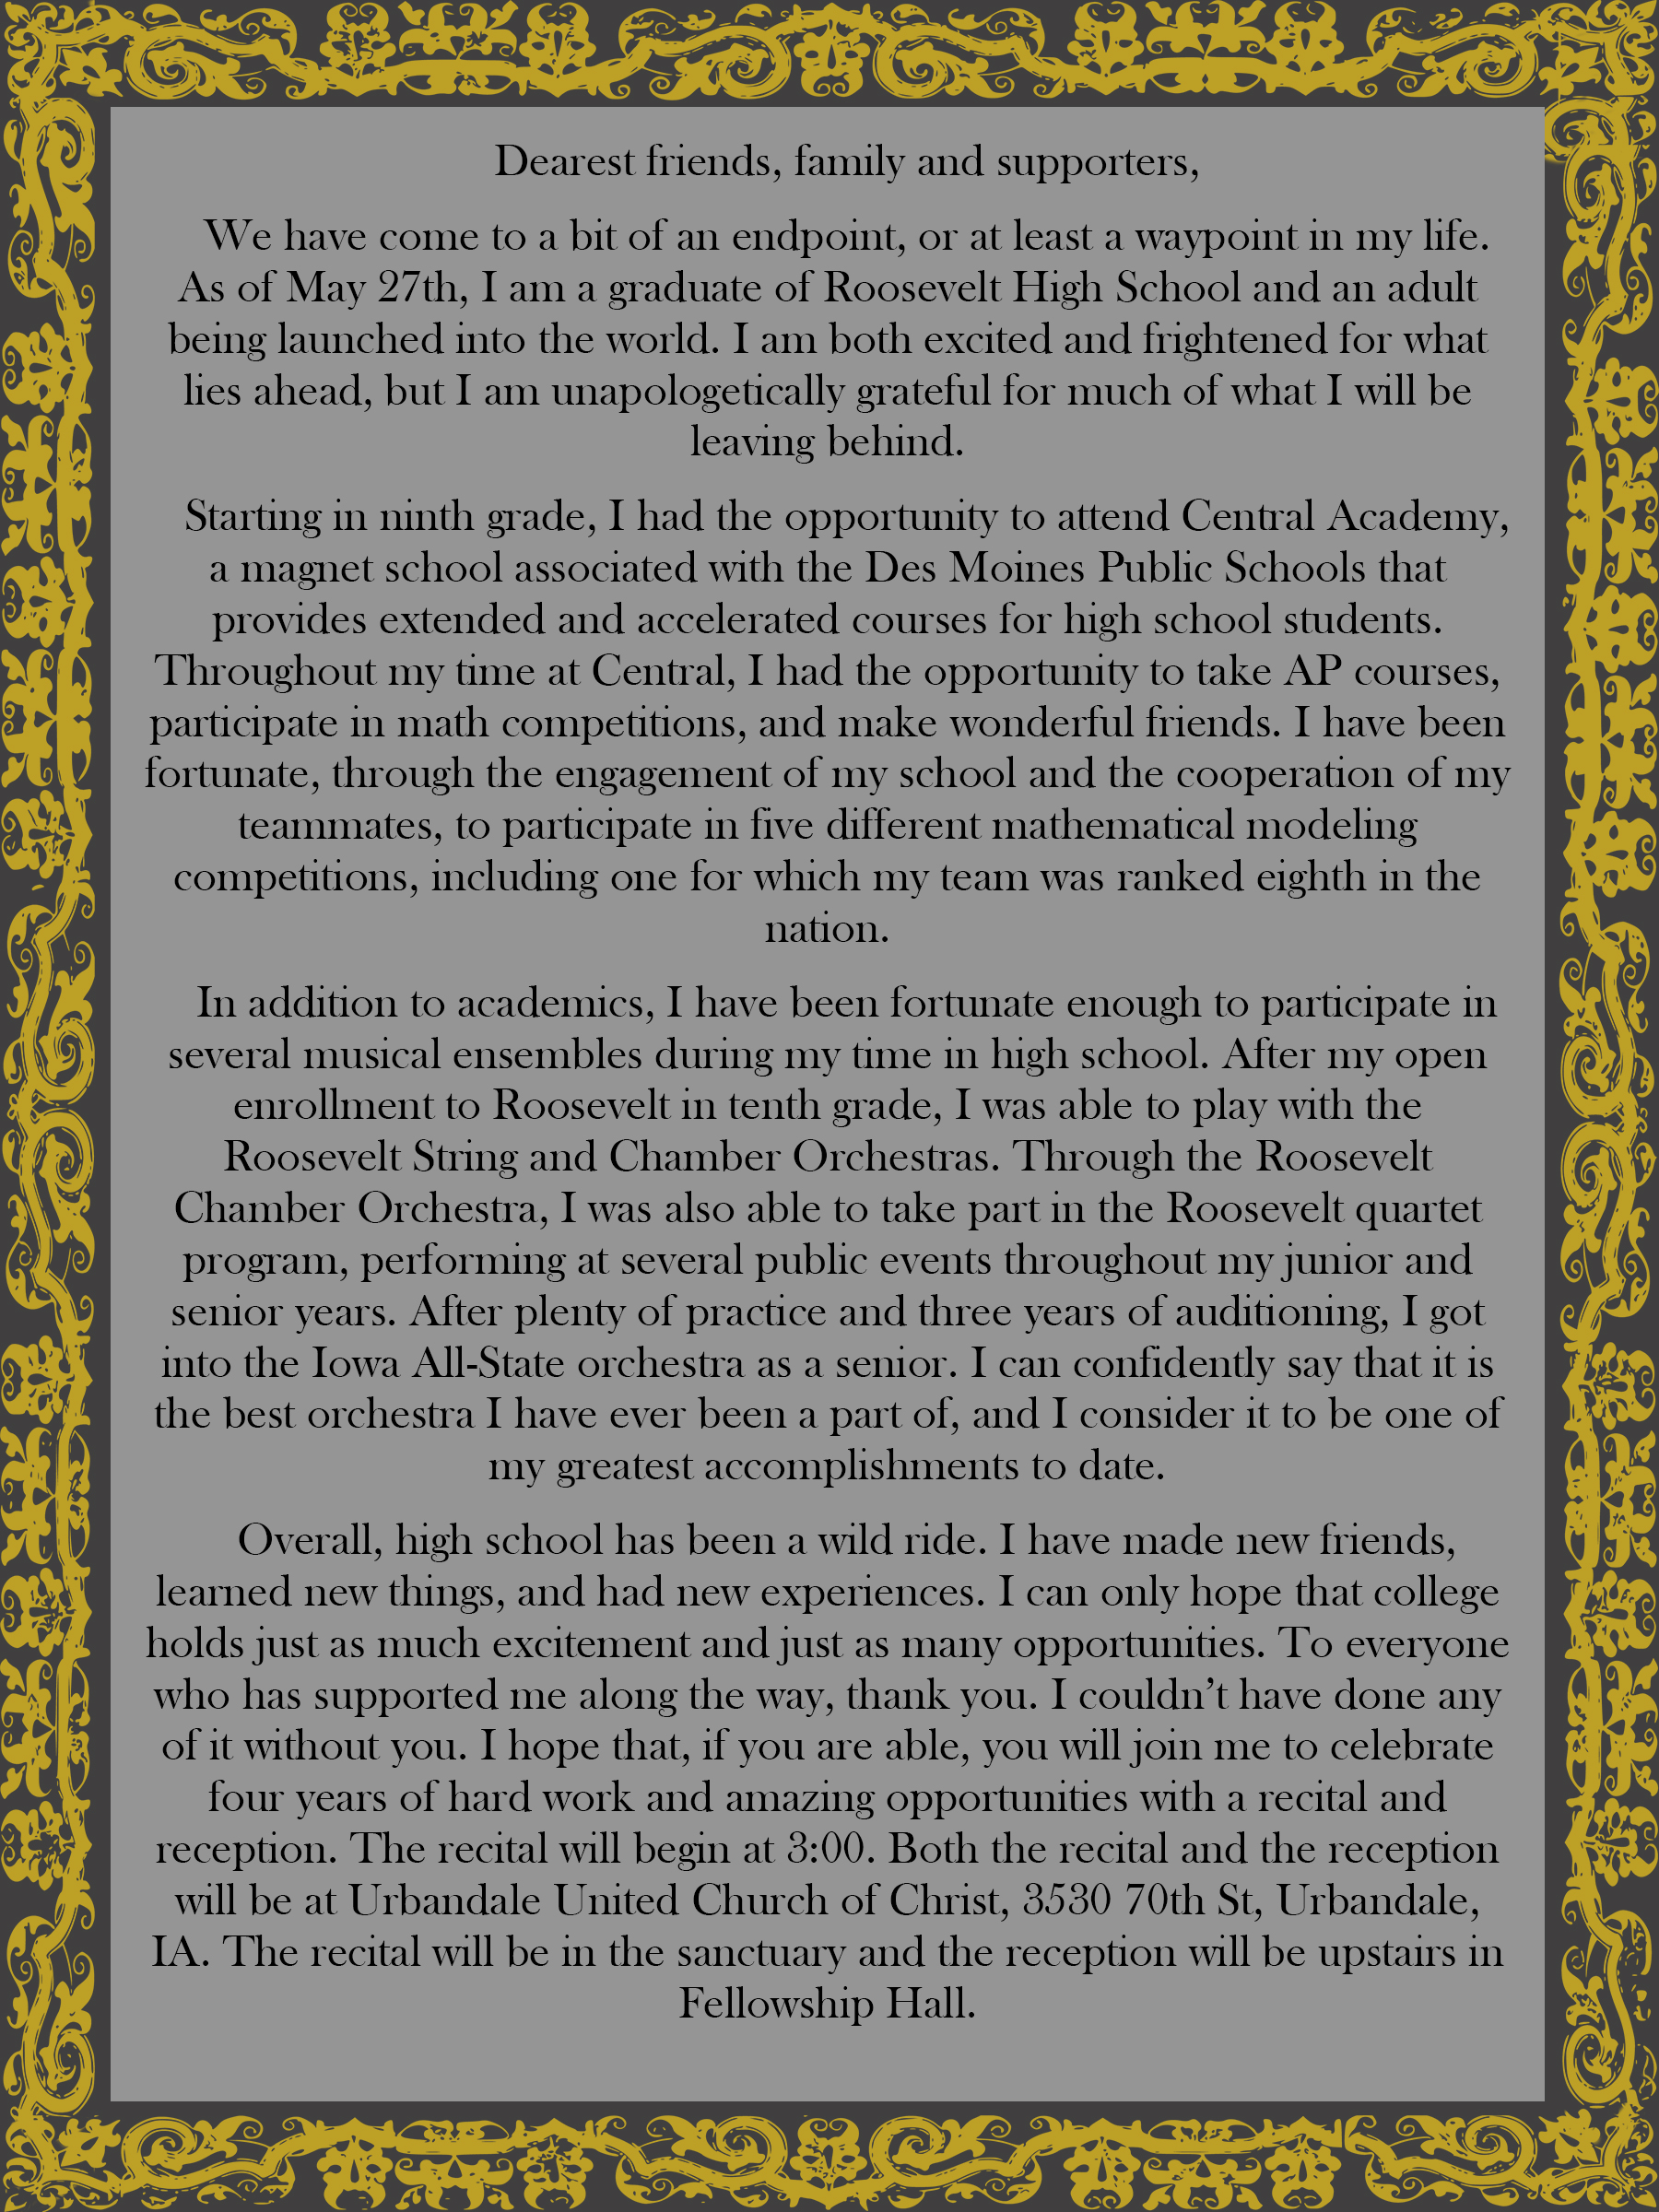 Dearest friends, family and supporters,
We have come to a bit of an endpoint, or at least a waypoint in my life.
As of May 27th, I am a graduate of Roosevelt High School and an adult
being launched into the world. I am both excited and frightened for what
lies ahead, but I am unapologetically grateful for much of what I will be
leaving behind.
Starting in ninth grade, I had the opportunity to attend Central Academy,
a magnet school associated with the Des Moines Public Schools that
provides extended and accelerated courses for high school students.
Throughout my time at Central, I had the opportunity to take AP courses,
participate in math competitions, and make wonderful friends. I have been
fortunate, through the engagement of my school and the cooperation of my
teammates, to participate in five different mathematical modeling
competitions, including one for which my team was ranked eighth in the
nation.
In addition to academics, I have been fortunate enough to participate in
several musical ensembles during my time in high school. After my open
enrollment to Roosevelt in tenth grade, I was able to play with the
Roosevelt String and Chamber Orchestras. Through the Roosevelt
Chamber Orchestra, I was also able to take part in the Roosevelt quartet
program, performing at several public events throughout my junior and
senior years. After plenty of practice and three years of auditioning, I got
into the Iowa All-State orchestra as a senior. I can confidently say that it is
the best orchestra I have ever been a part of, and I consider it to be one of
my greatest accomplishments to date.
Overall, high school has been a wild ride. I have made new friends,
learned new things, and had new experiences. I can only hope that college
holds just as much excitement and just as many opportunities. To everyone
who has supported me along the way, thank you. I couldn’t have done any
of it without you. I hope that, if you are able, you will join me to celebrate
four years of hard work and amazing opportunities with a recital and
reception. The recital will begin at 3:00. Both the recital and the reception
will be at Urbandale United Church of Christ, 3530 70th St, Urbandale,
IA. The recital will be in the sanctuary and the reception will be upstairs in
Fellowship Hall.